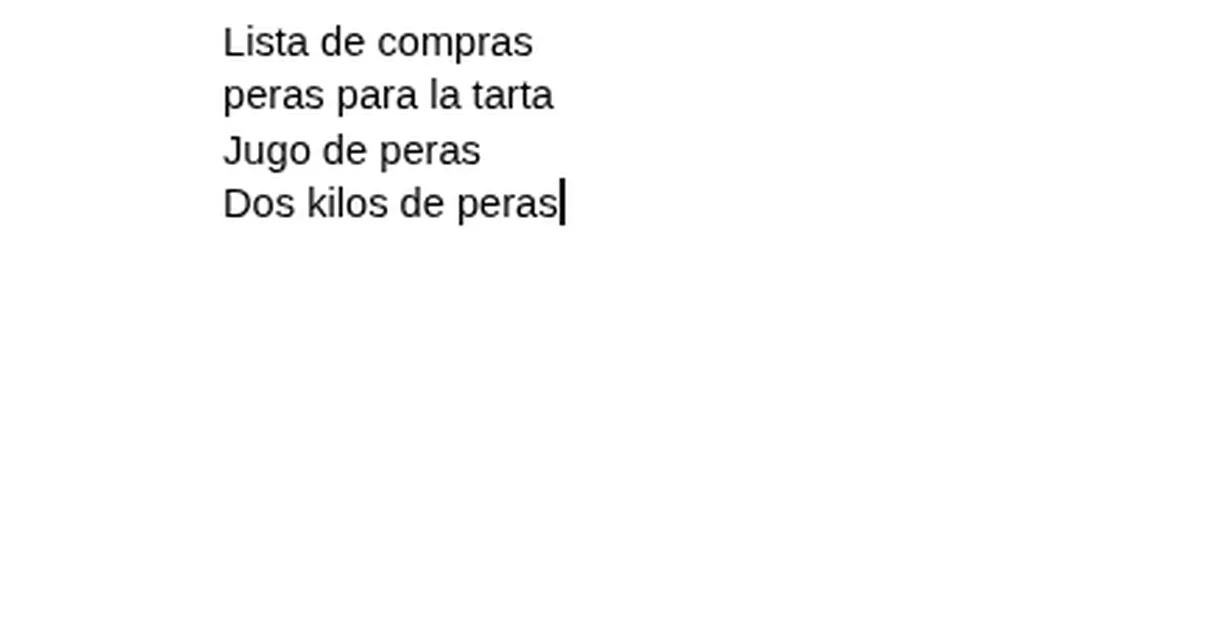 Lista de compras
peras para la tarta
Jugo de peras
Dos kilos de peras